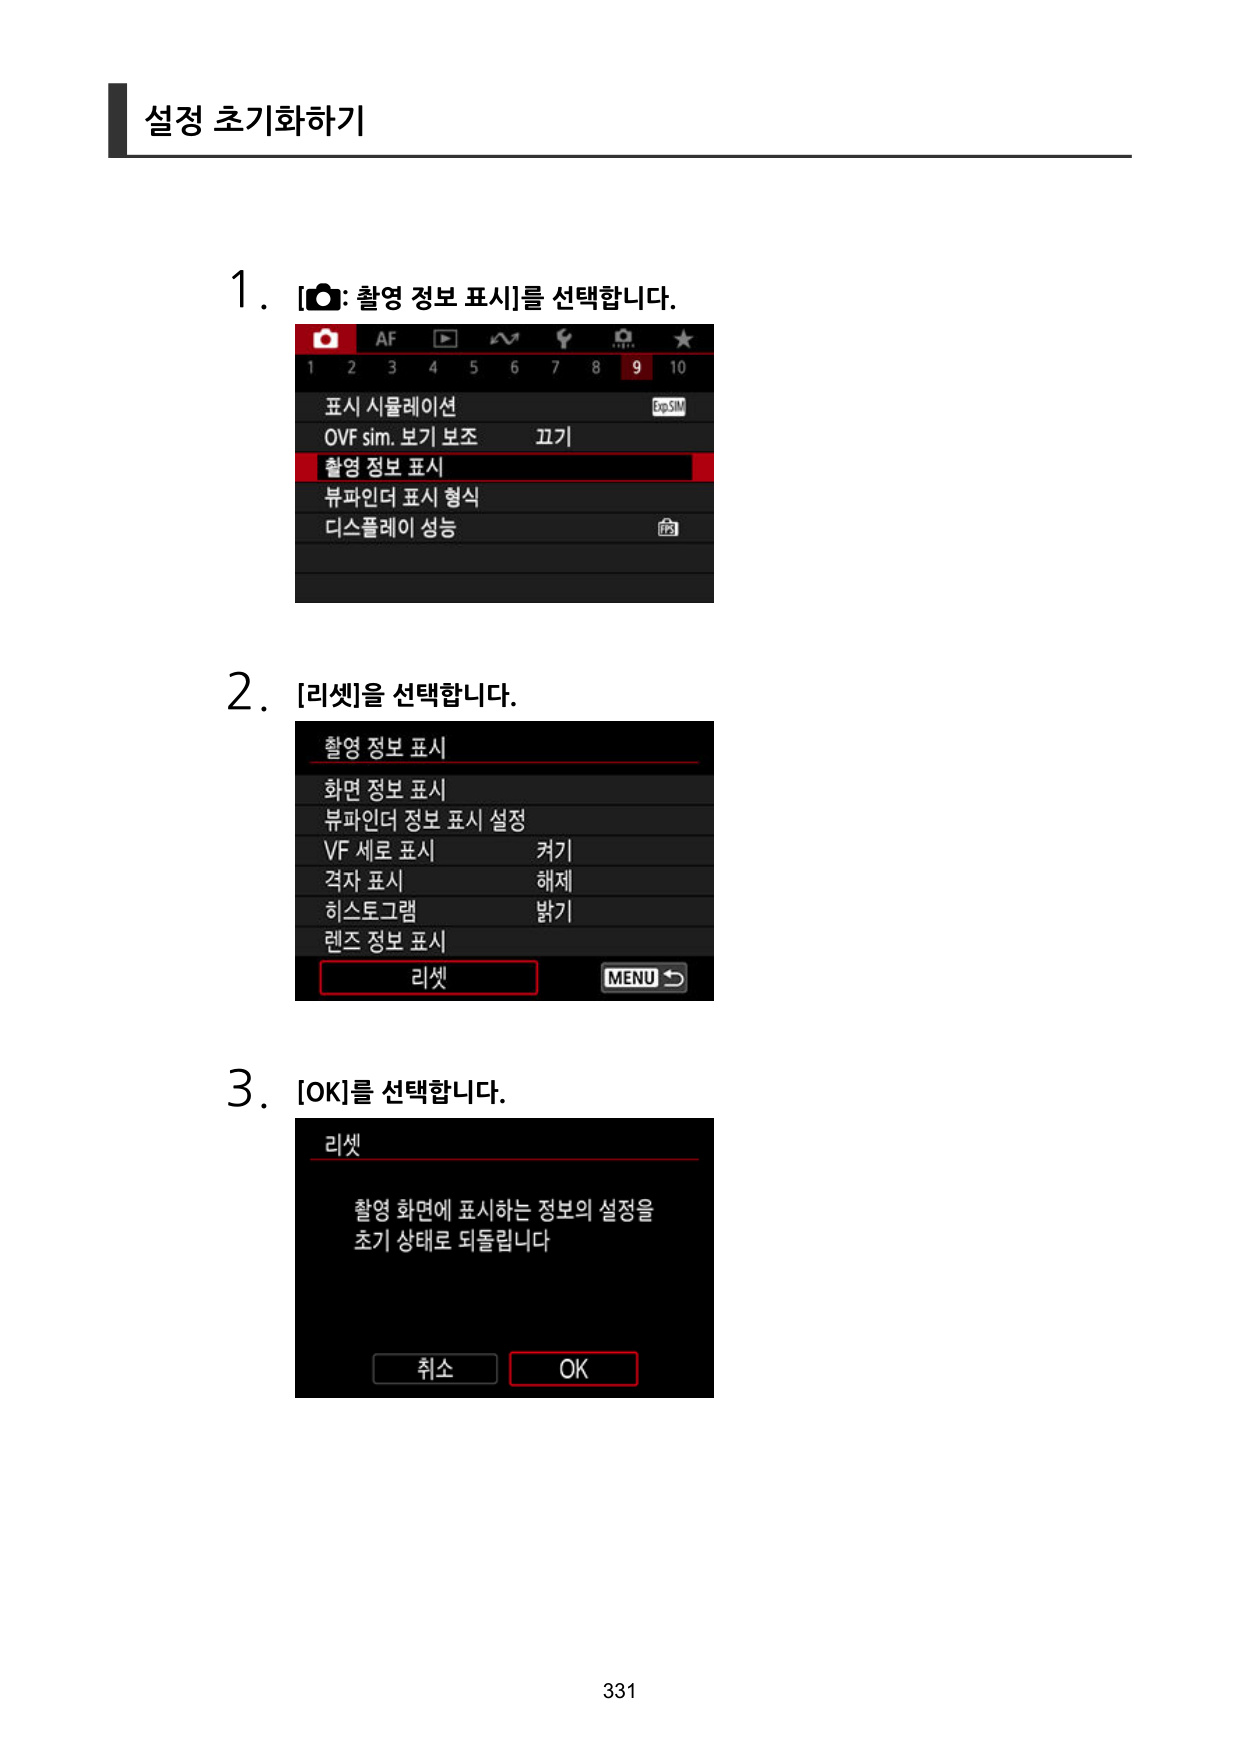 설정 초기화하기
1. [: 촬영 정보 표시]를 선택합니다.
AF
1 2 3 4 5 6 7 8 9 10
표시 시뮬레이션 Exp.SIM
OVF sim. 보기 보조 끄기
촬영 정보 표시
뷰파인더 표시 형식
디스플레이 성능 FPS
2. [리셋]을 선택합니다.
촬영 정보 표시
화면 정보 표시
뷰파인더 정보 표시 설정
VF 세로 표시 켜기
격자 표시 해제
히스토그램 밝기
렌즈 정보 표시
리셋 MENU
3. [OK]를 선택합니다.
리셋
촬영 화면에 표시하는 정보의 설정을
초기 상태로 되돌립니다
취소 OK
331